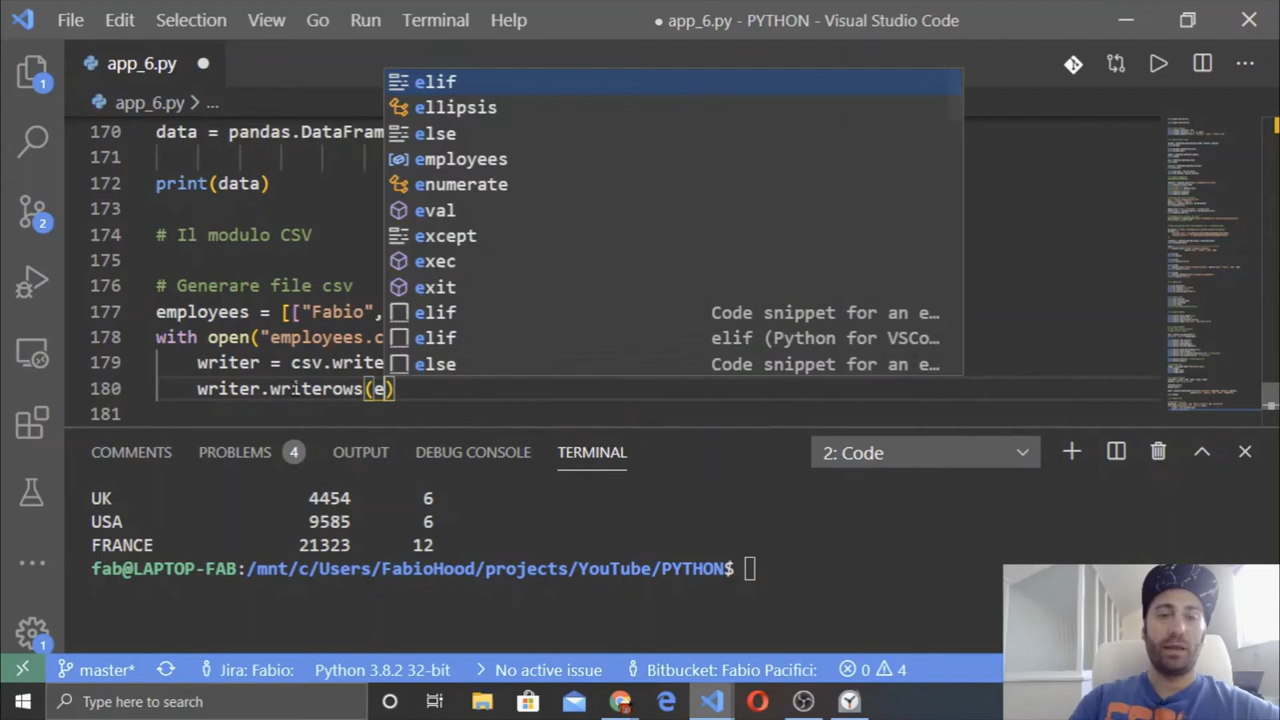 File Edit Selection View Go Run Terminal Help
● app_6.py - PYTHON - Visual Studio Code
app_6.py
app_6.py > ...
170 data = pandas.DataFram
171
172 print(data)
173
174 # Il modulo CSV
175
176 # Generare file csv
177 employees = [["Fabio",
178 with open("employees.c
179 writer = csv.write
180 writer.writerows(e)
181
elif
ellipsis
else
employees
enumerate
eval
except
exec
exit
elif Code snippet for an e…
elif elif (Python for VSCo…
else Code snippet for an e…
1
2
1
COMMENTS PROBLEMS 4 OUTPUT DEBUG CONSOLE TERMINAL 2: Code
UK 4454 6
USA 9585 6
FRANCE 21323 12
fab@LAPTOP-FAB:/mnt/c/Users/FabioHood/projects/YouTube/PYTHON$
master* Jira: Fabio: Python 3.8.2 32-bit No active issue Bitbucket: Fabio Pacifici: 0 4
Type here to search